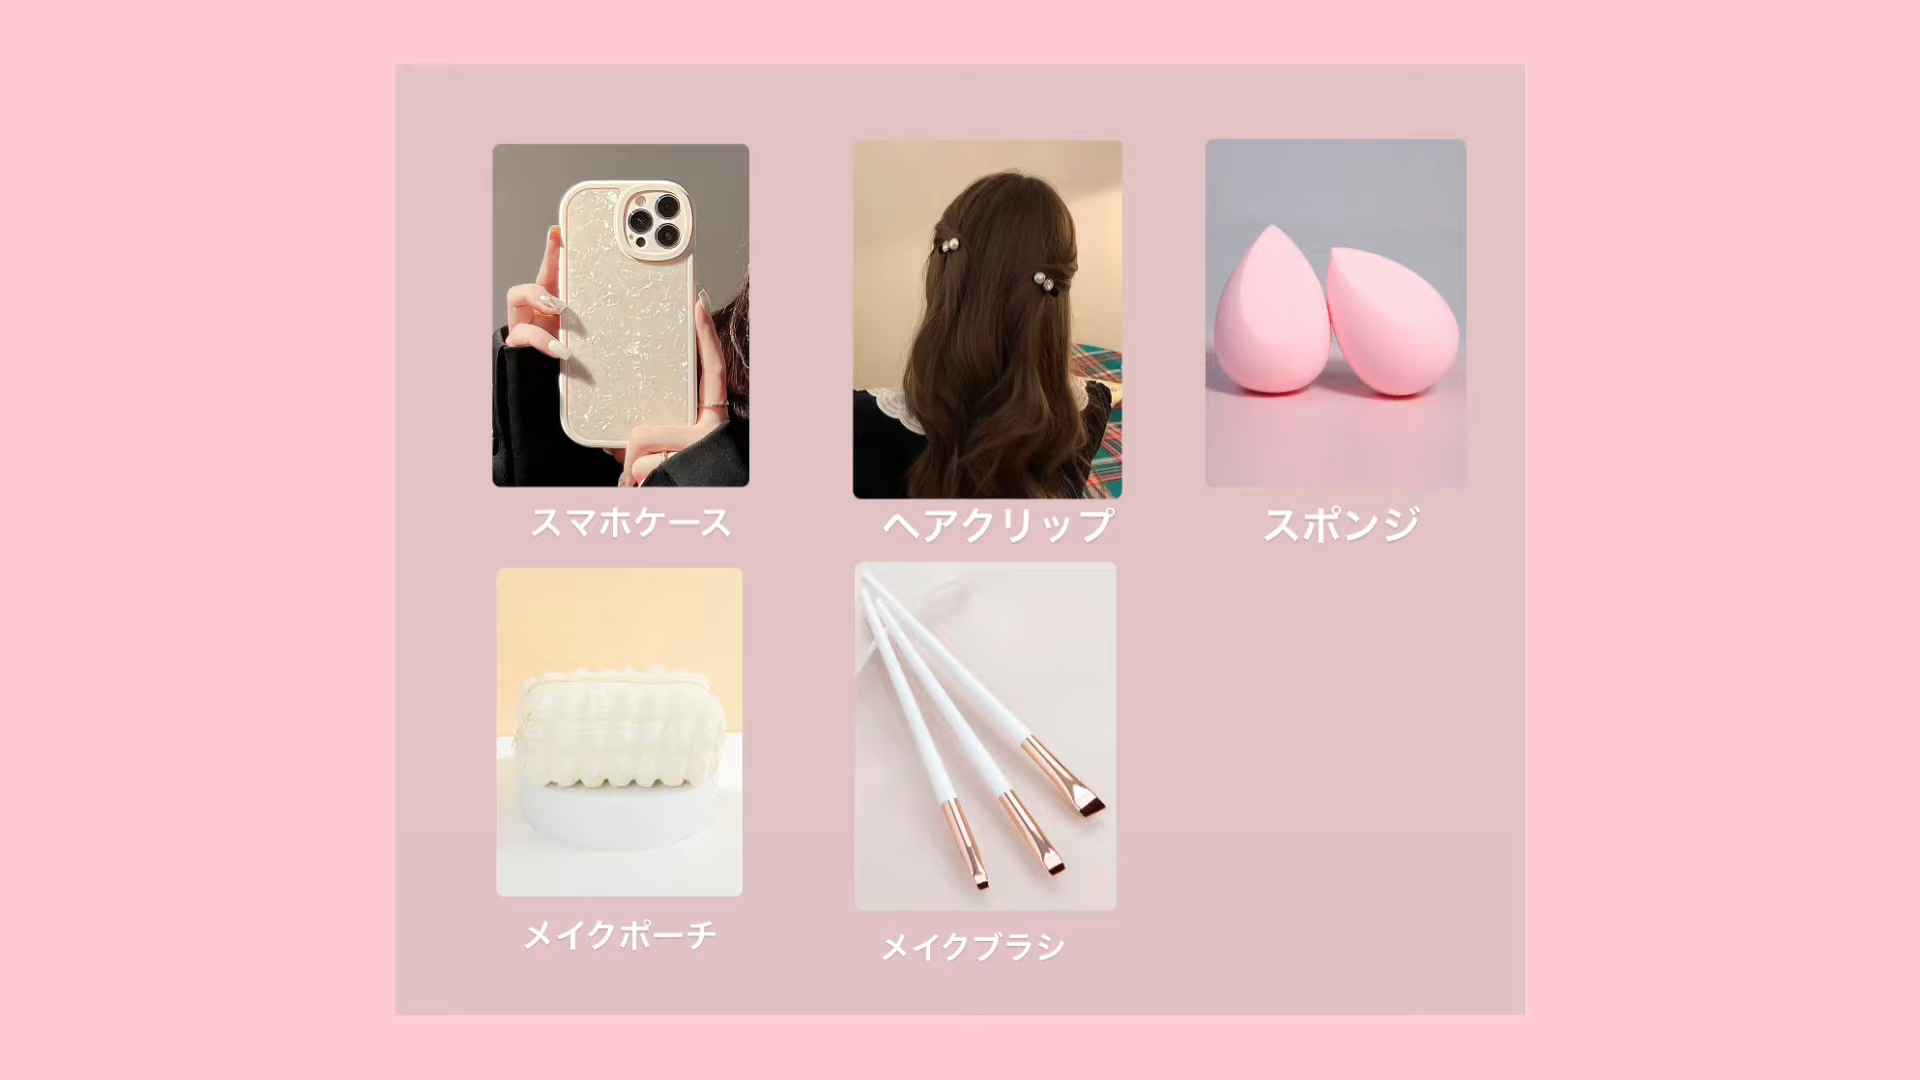 スマホケース
ヘアクリップ
スポンジ
メイクポーチ
メイクブラシ